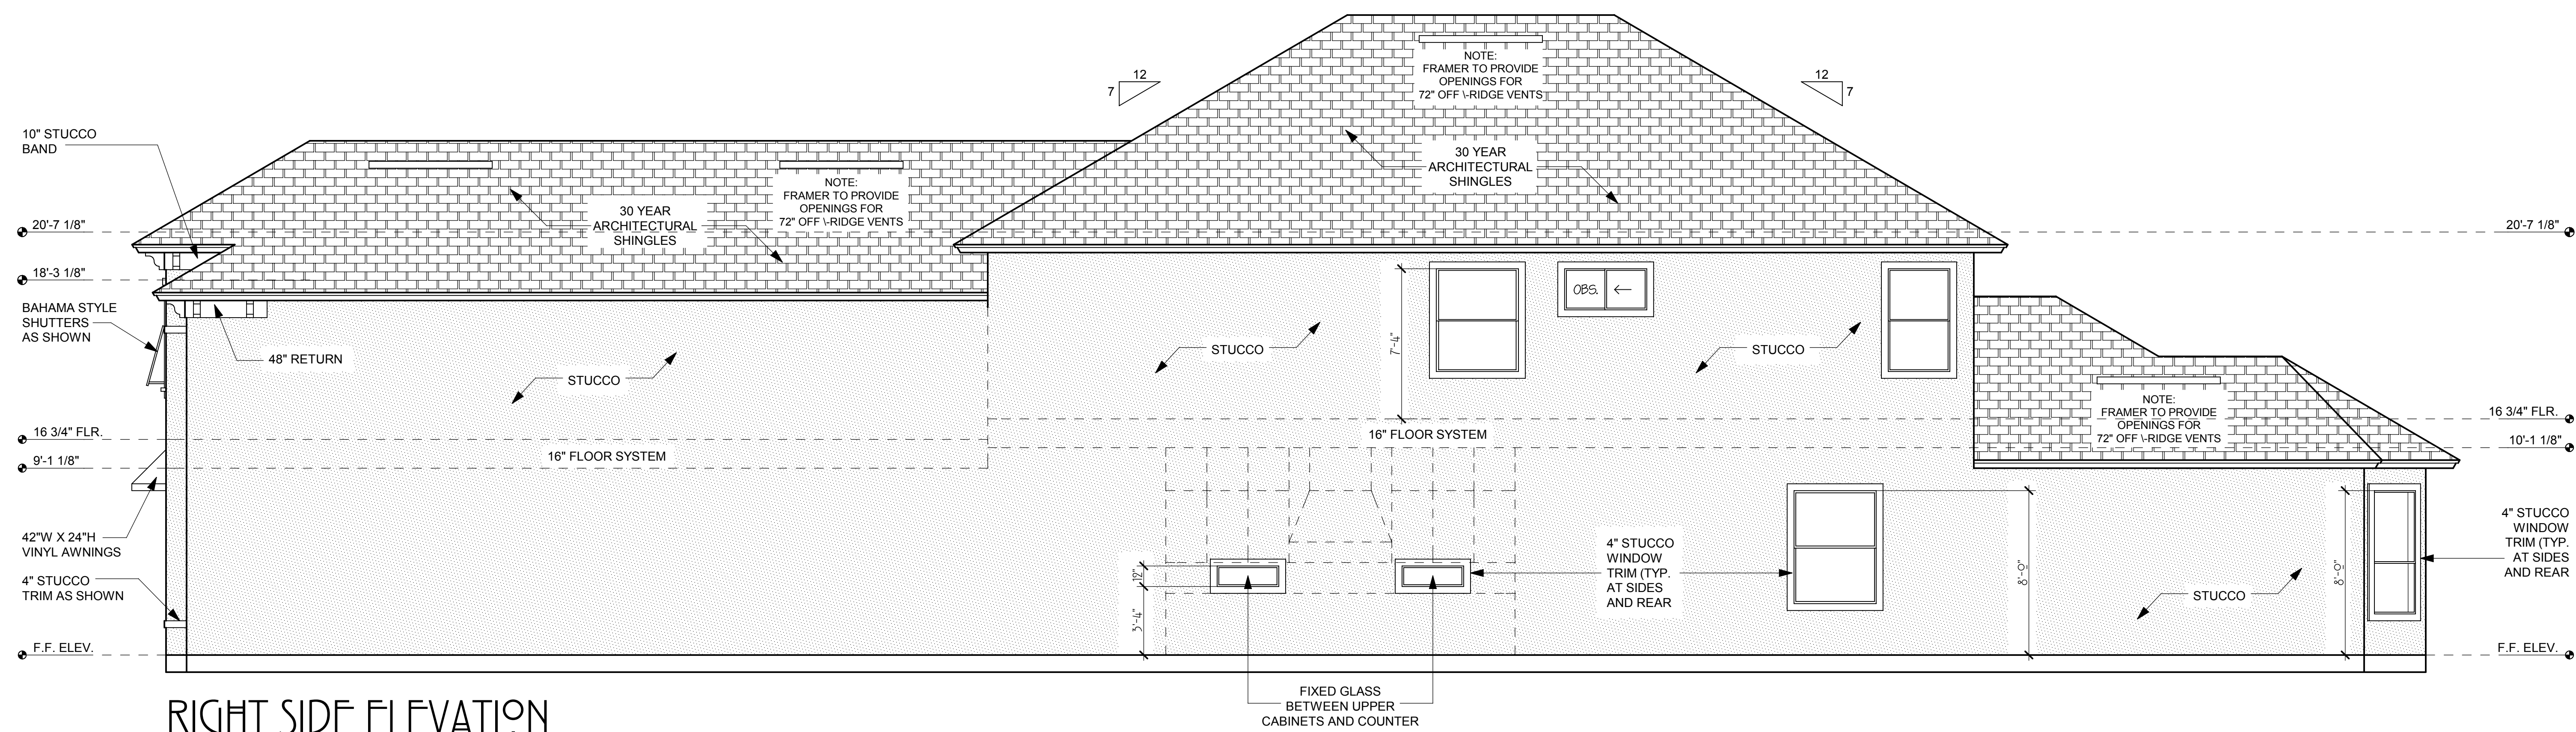 12
7
12
7
NOTE:
FRAMER TO PROVIDE
OPENINGS FOR
72" OFF \-RIDGE VENTS
30 YEAR
ARCHITECTURAL
SHINGLES
10" STUCCO
BAND
NOTE:
FRAMER TO PROVIDE
OPENINGS FOR
72" OFF \-RIDGE VENTS
30 YEAR
ARCHITECTURAL
SHINGLES
20'-7 1/8"
20'-7 1/8"
18'-3 1/8"
BAHAMA STYLE
SHUTTERS
AS SHOWN
48" RETURN
STUCCO
STUCCO
7'-4"
OBS.
STUCCO
NOTE:
FRAMER TO PROVIDE
OPENINGS FOR
72" OFF \-RIDGE VENTS
16 3/4" FLR.
16 3/4" FLR.
16" FLOOR SYSTEM
10'-1 1/8"
9'-1 1/8"
16" FLOOR SYSTEM
42"W X 24"H
VINYL AWNINGS
4" STUCCO
TRIM AS SHOWN
12"
3'-4"
4" STUCCO
WINDOW
TRIM (TYP.
AT SIDES
AND REAR
8'-0"
8'-0"
STUCCO
4" STUCCO
WINDOW
TRIM (TYP.
AT SIDES
AND REAR
F.F. ELEV.
F.F. ELEV.
FIXED GLASS
BETWEEN UPPER
CABINETS AND COUNTER
RIGHT SIDE ELEVATION